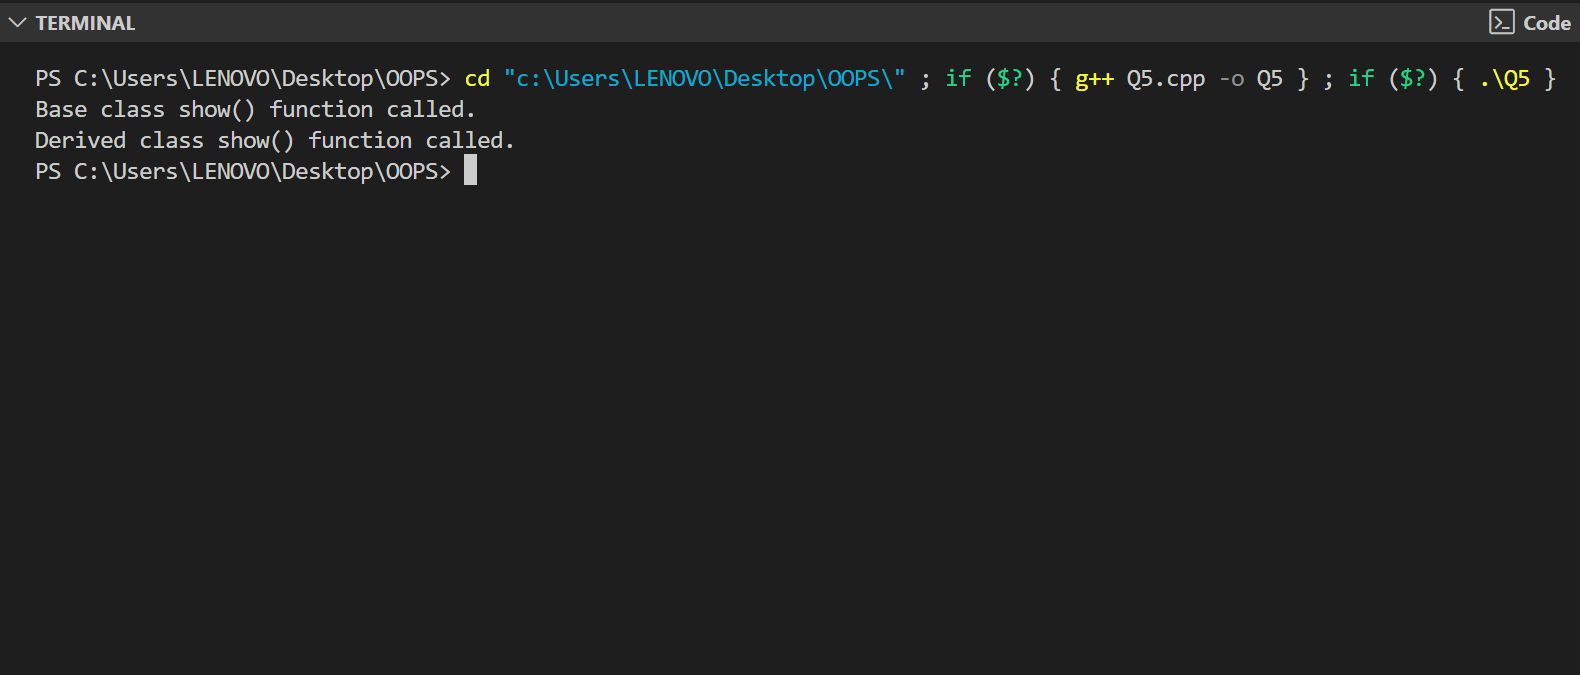 TERMINAL
Code
PS C:\Users\LENOVO\Desktop\OOPS> cd "c:\Users\LENOVO\Desktop\OOPS\" ; if ($?) { g++ Q5.cpp -o Q5 } ; if ($?) { .\Q5 }
Base class show() function called.
Derived class show() function called.
PS C:\Users\LENOVO\Desktop\OOPS>